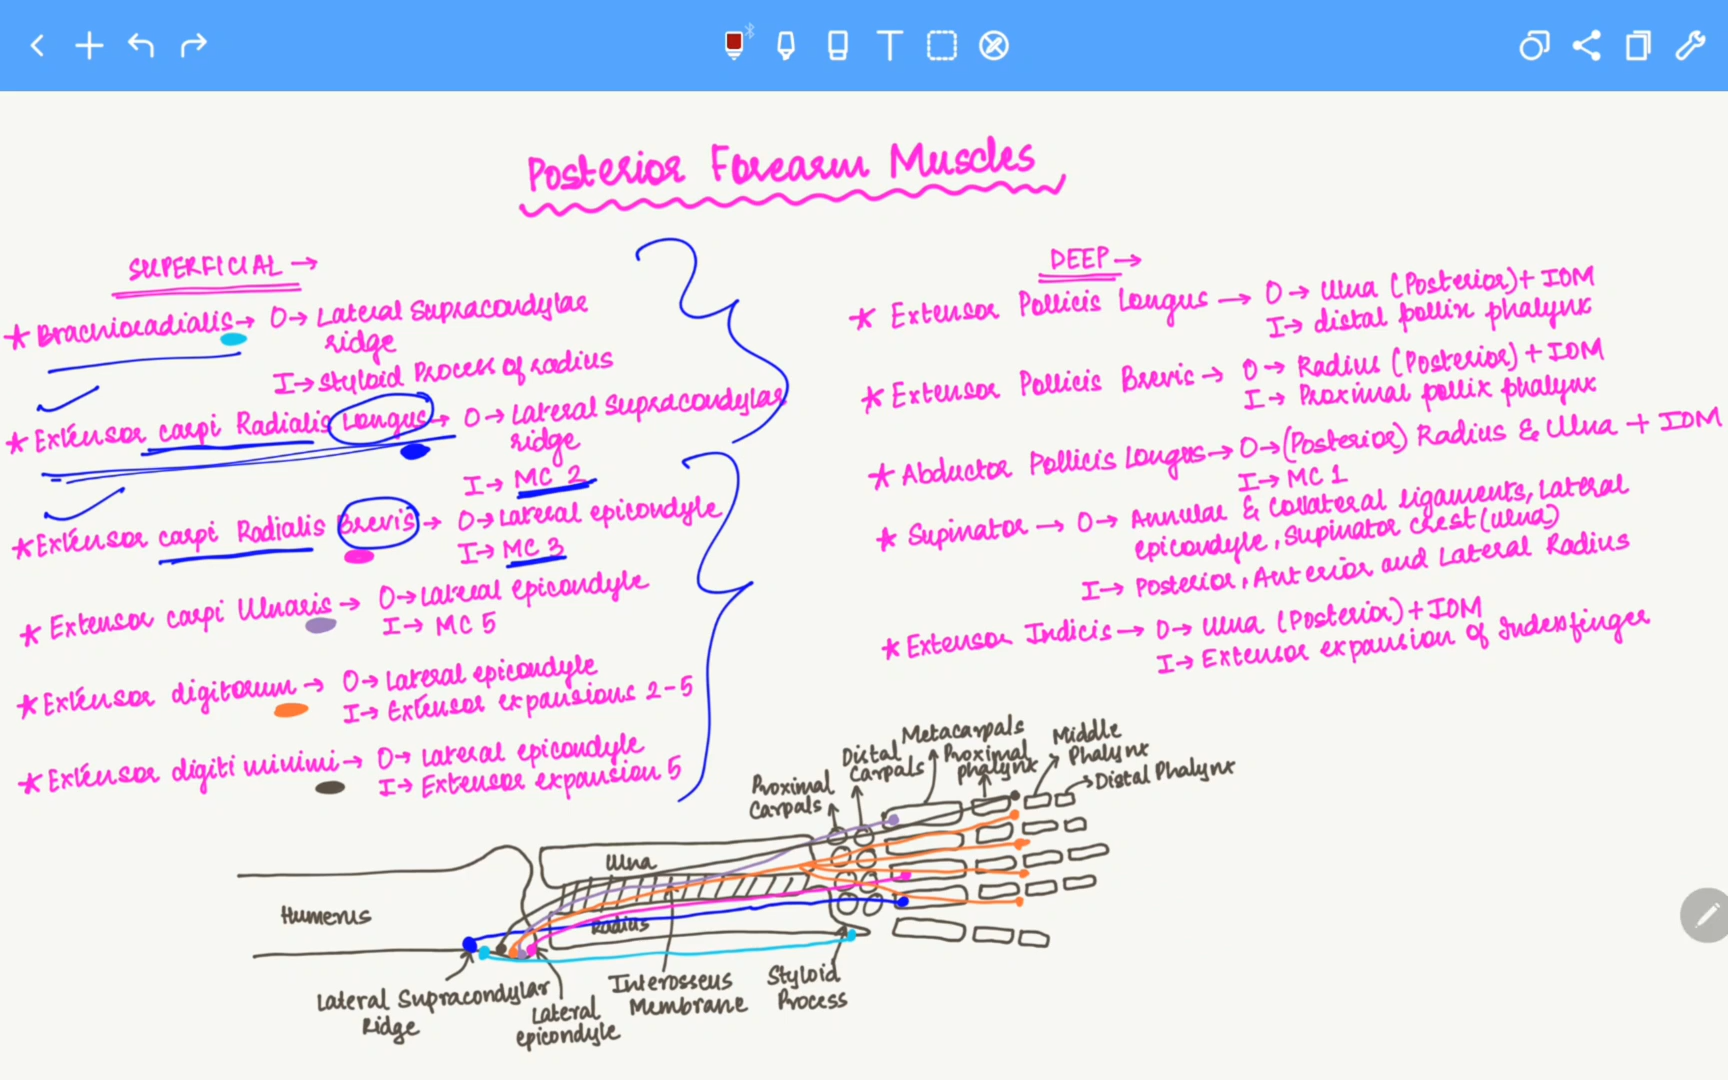 Posterior Forearm Muscles
SUPERFICIAL →
* Brachioradialis → O → Lateral Supracondylar
ridge
I → Styloid Process of radius
* Extensor carpi Radialis Longus → O → Lateral Supracondylar
ridge
I → MC 2
* Extensor carpi Radialis Brevis → O → Lateral epicondyle
I → MC 3
* Extensor carpi Ulnaris → O → Lateral epicondyle
I → MC 5
* Extensor digitorum → O → Lateral epicondyle
I → Extensor expansions 2-5
* Extensor digiti minimi → O → Lateral epicondyle
I → Extensor expansion 5
DEEP →
* Extensor Pollicis Longus → O → Ulna (Posterior) + IOM
I → distal pollix phalynx
* Extensor Pollicis Brevis → O → Radius (Posterior) + IOM
I → Proximal pollix phalynx
* Abductor Pollicis Longus → O → (Posterior) Radius & Ulna + IOM
I → MC 1
* Supinator → O → Annular & Collateral ligaments, Lateral
epicondyle, Supinator crest (ulna)
I → Posterior, Anterior and Lateral Radius
* Extensor Indicis → O → Ulna (Posterior) + IOM
I → Extensor expansion of Indexfinger
Proximal
Carpals
Distal
Carpals
Metacarpals
Proximal
phalynx
Middle
Phalynx
Distal Phalynx
Ulna
Humerus
Radius
Lateral Supracondylar
Ridge
Lateral
epicondyle
Interosseus
Membrane
Styloid
Process